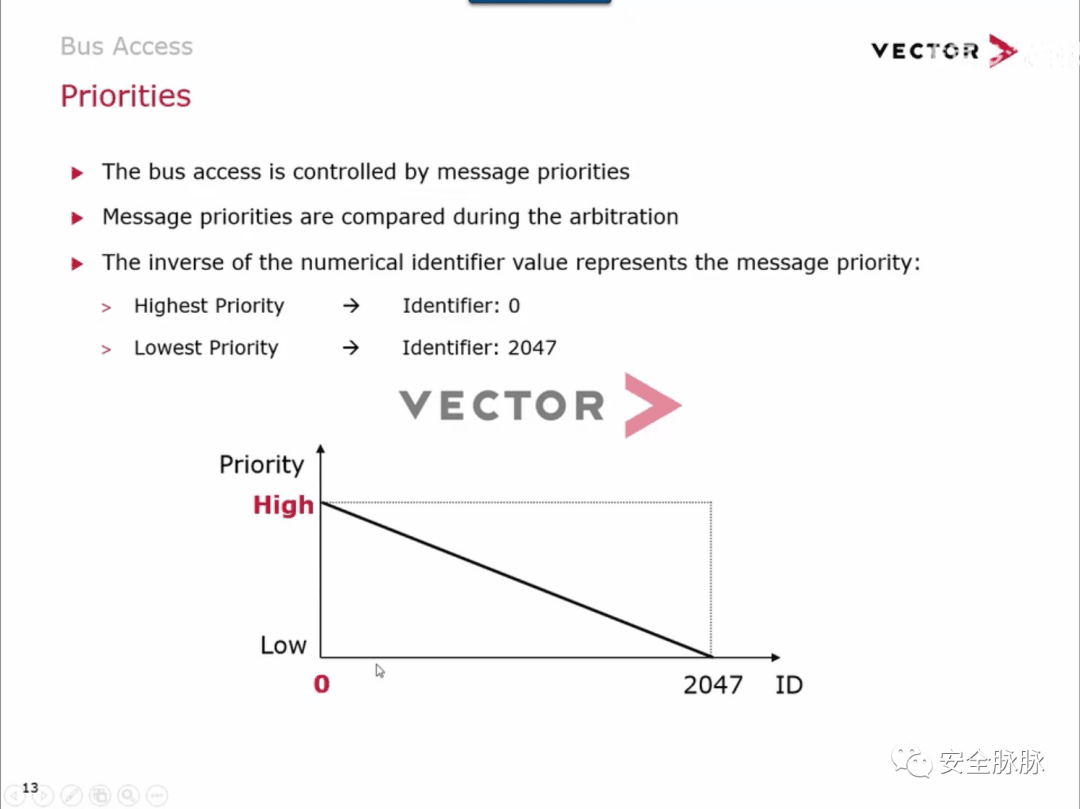 Bus Access
VECTOR
Priorities
The bus access is controlled by message priorities
Message priorities are compared during the arbitration
The inverse of the numerical identifier value represents the message priority:
> Highest Priority → Identifier: 0
> Lowest Priority → Identifier: 2047
VECTOR
Priority
High
Low
0
2047 ID
安全脉脉
13